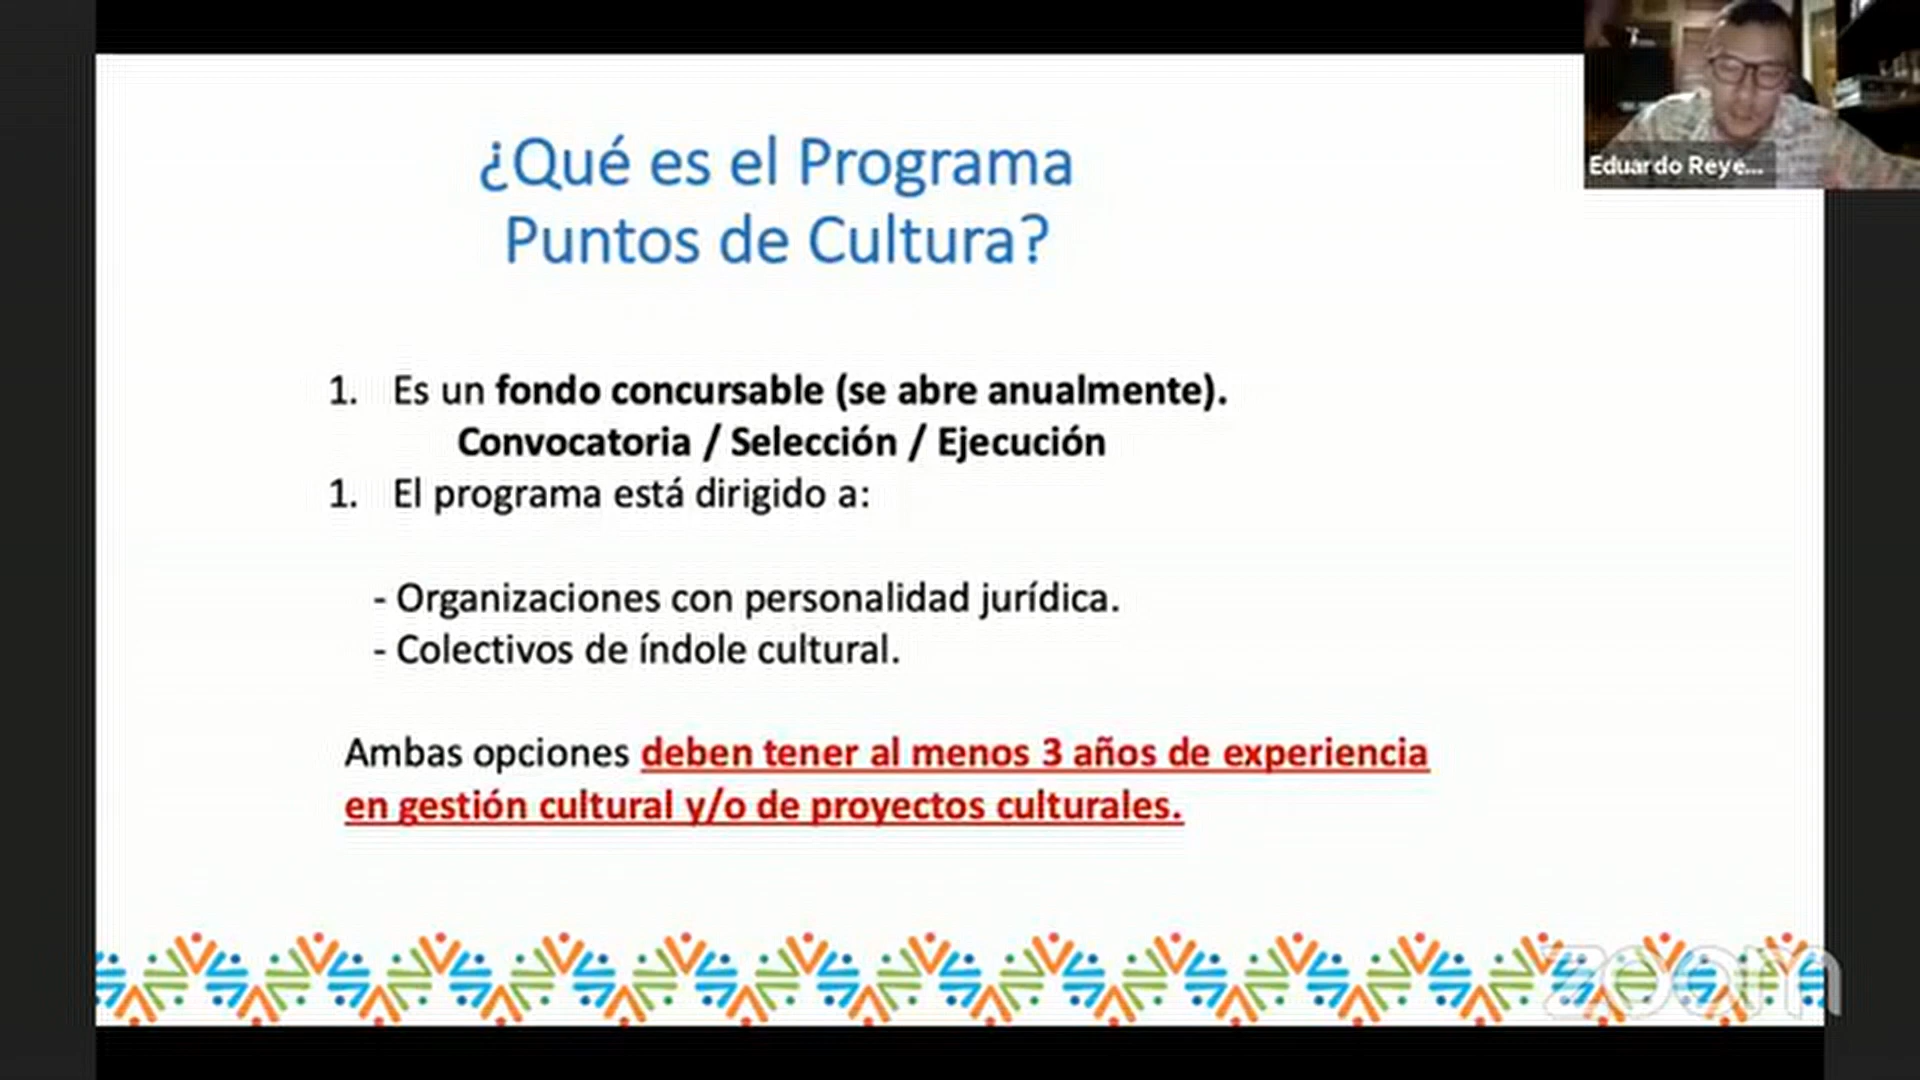 ¿Qué es el Programa
Puntos de Cultura?
Eduardo Reye...
1. Es un fondo concursable (se abre anualmente).
Convocatoria / Selección / Ejecución
1. El programa está dirigido a:
- Organizaciones con personalidad jurídica.
- Colectivos de índole cultural.
Ambas opciones deben tener al menos 3 años de experiencia
en gestión cultural y/o de proyectos culturales.
zoom